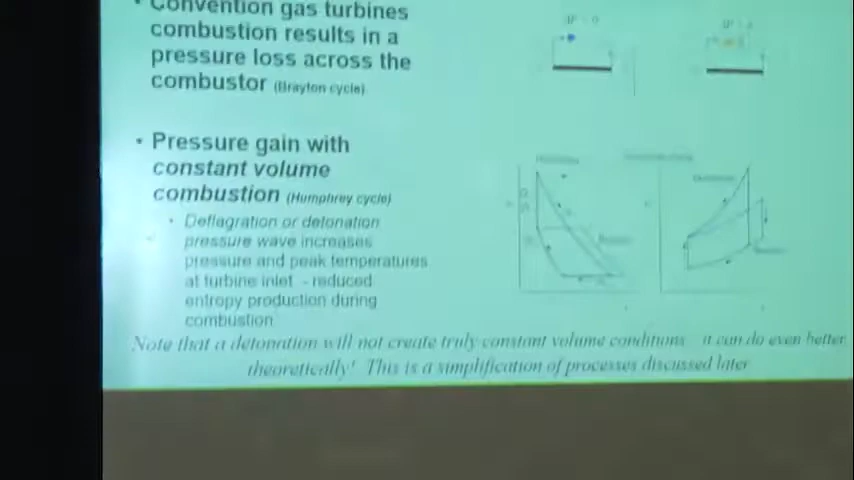 • Convention gas turbines
combustion results in a
pressure loss across the
combustor (Brayton cycle)
• Pressure gain with
constant volume
combustion (Humphrey cycle)
• Deflagration or detonation
pressure wave increases
pressure and peak temperatures
at turbine inlet - reduced
entropy production during
combustion
Note that a detonation will not create truly constant volume conditions it can do even better
theoretically! This is a simplification of processes discussed later